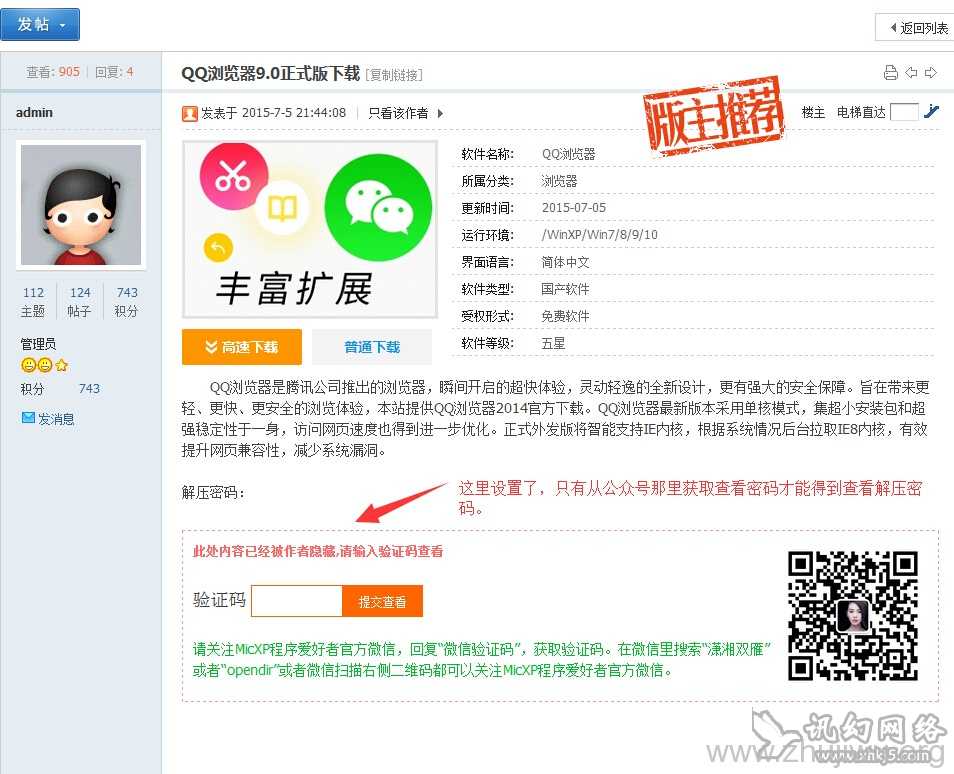 发帖
返回列表
查看: 905 | 回复: 4
QQ浏览器9.0正式版下载 [复制链接]
admin
发表于 2015-7-5 21:44:08 | 只看该作者
版主推荐
楼主 电梯直达
丰富扩展
软件名称: QQ浏览器
所属分类: 浏览器
更新时间: 2015-07-05
运行环境: /WinXP/Win7/8/9/10
界面语言: 简体中文
软件类型: 国产软件
受权形式: 免费软件
软件等级: 五星
112 124 743
主题 帖子 积分
管理员
积分 743
发消息
高速下载 普通下载
QQ浏览器是腾讯公司推出的浏览器，瞬间开启的超快体验，灵动轻逸的全新设计，更有强大的安全保障。旨在带来更
轻、更快、更安全的浏览体验，本站提供QQ浏览器2014官方下载。QQ浏览器最新版本采用单核模式，集超小安装包和超
强稳定性于一身，访问网页速度也得到进一步优化。正式外发版将智能支持IE内核，根据系统情况后台拉取IE8内核，有效
提升网页兼容性，减少系统漏洞。
解压密码:
这里设置了，只有从公众号那里获取查看密码才能得到查看解压密
码。
此处内容已经被作者隐藏,请输入验证码查看
验证码 提交查看
请关注MicXP程序爱好者官方微信，回复“微信验证码”，获取验证码。在微信里搜索“潇湘双雁”
或者“opendir”或者微信扫描右侧二维码都可以关注MicXP程序爱好者官方微信。
讯幻网络
www.zhujiwu.org